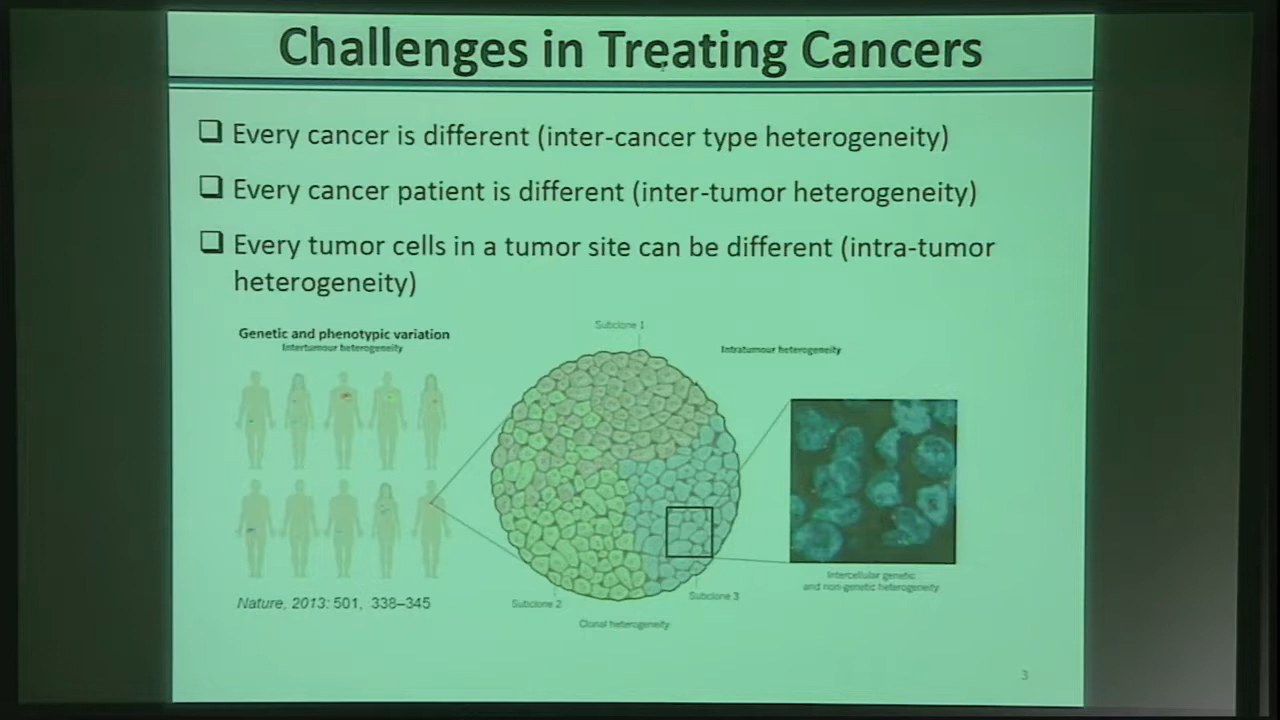 Challenges in Treating Cancers
Every cancer is different (inter-cancer type heterogeneity)
Every cancer patient is different (inter-tumor heterogeneity)
Every tumor cells in a tumor site can be different (intra-tumor
heterogeneity)
Genetic and phenotypic variation
Intertumour heterogeneity
Subclone 1
Intratumour heterogeneity
Intercellular genetic
and non-genetic heterogeneity
Subclone 2
Subclone 3
Clonal heterogeneity
Nature, 2013: 501, 338–345
3